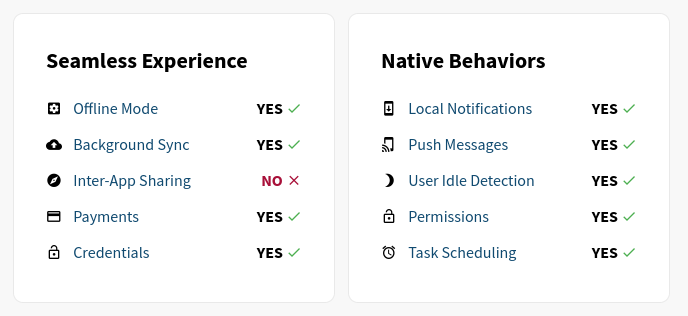 Seamless Experience
Offline Mode YES
Background Sync YES
Inter-App Sharing NO
Payments YES
Credentials YES
Native Behaviors
Local Notifications YES
Push Messages YES
User Idle Detection YES
Permissions YES
Task Scheduling YES